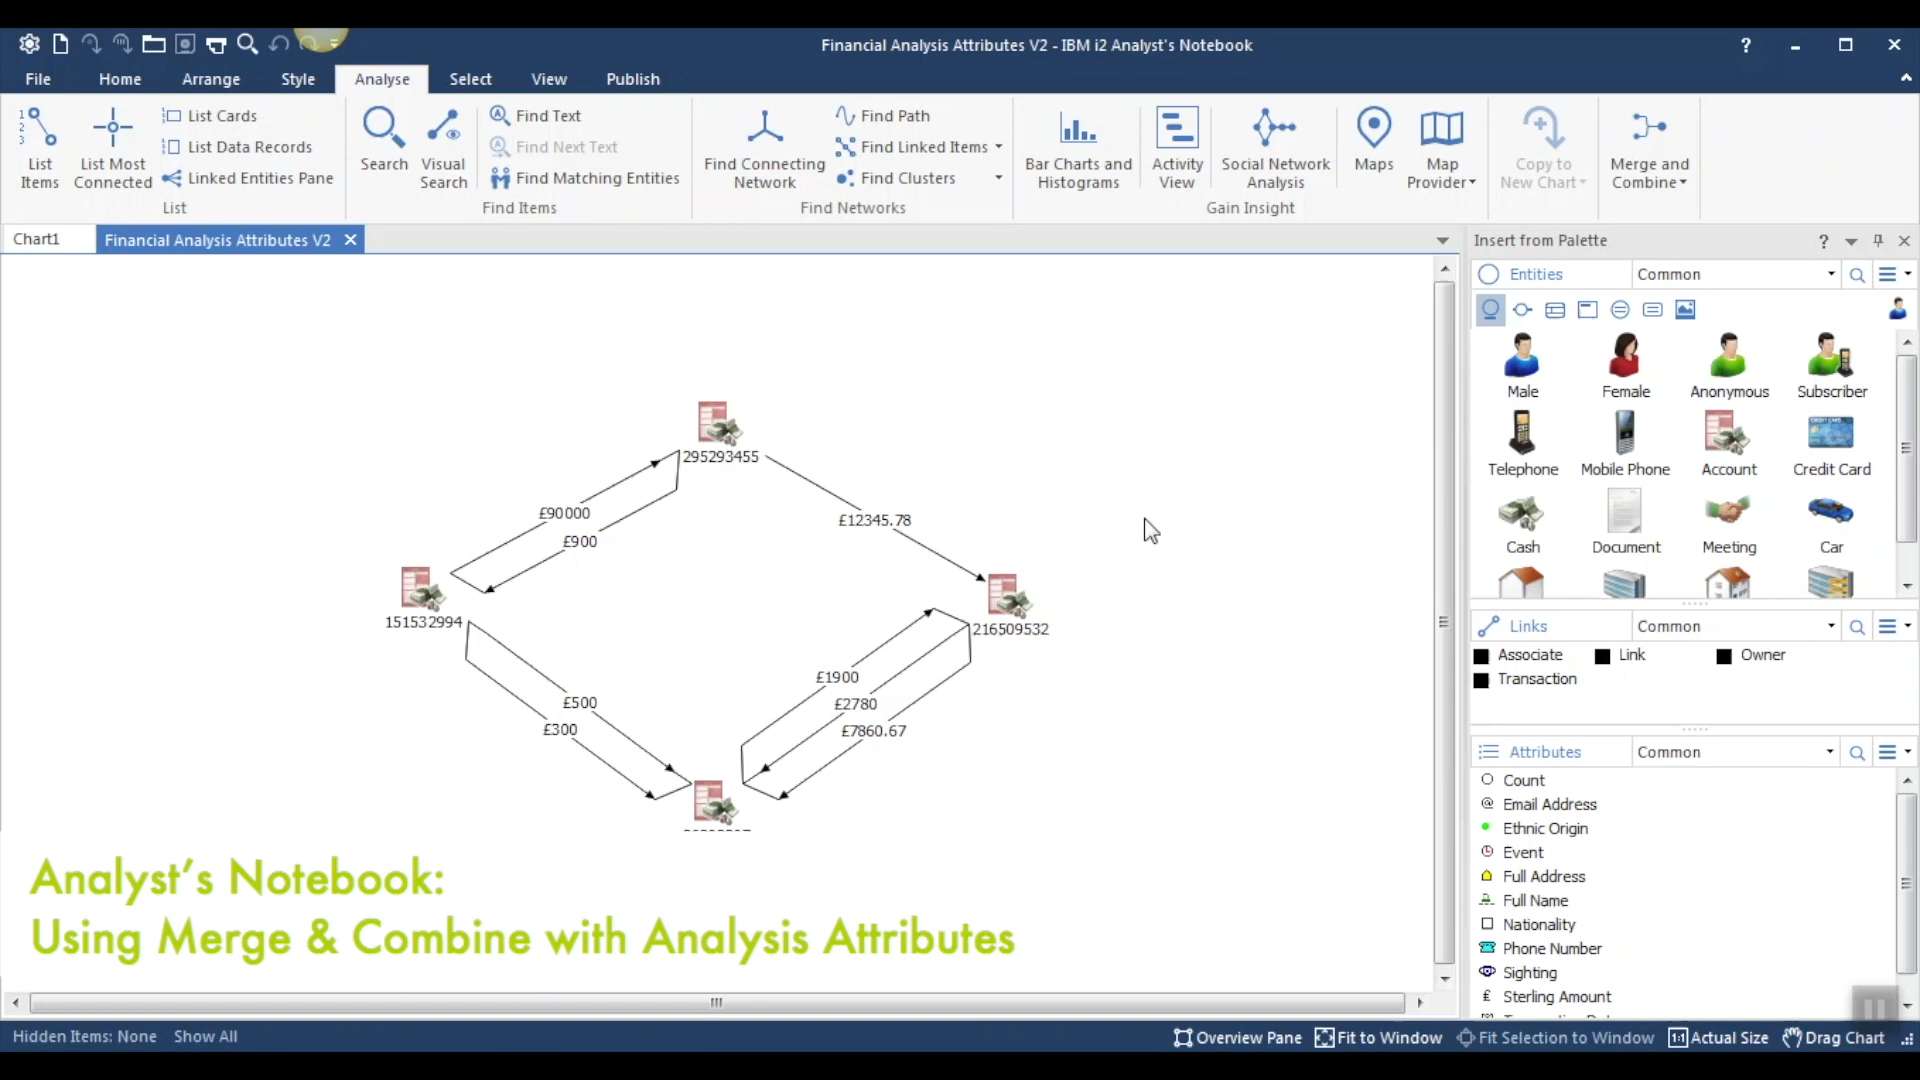 Financial Analysis Attributes V2 - IBM i2 Analyst's Notebook
File Home Arrange Style Analyse Select View Publish
List Items
List Most Connected
List Cards
List Data Records
Linked Entities Pane
List
Search
Visual Search
Find Text
Find Next Text
Find Matching Entities
Find Items
Find Connecting Network
Find Path
Find Linked Items
Find Clusters
Find Networks
Bar Charts and Histograms
Activity View
Social Network Analysis
Gain Insight
Maps
Map Provider
Copy to New Chart
Merge and Combine
Chart1
Financial Analysis Attributes V2
295293455
£90000
£900
£12345.78
151532994
216509532
£500
£300
£1900
£2780
£7860.67
Analyst's Notebook:
Using Merge & Combine with Analysis Attributes
Insert from Palette
Entities Common
Male Female Anonymous Subscriber
Telephone Mobile Phone Account Credit Card
Cash Document Meeting Car
Links Common
Associate Link Owner
Transaction
Attributes Common
Count
Email Address
Ethnic Origin
Event
Full Address
Full Name
Nationality
Phone Number
Sighting
Sterling Amount
Hidden Items: None Show All
Overview Pane Fit to Window Fit Selection to Window 1:1 Actual Size Drag Chart